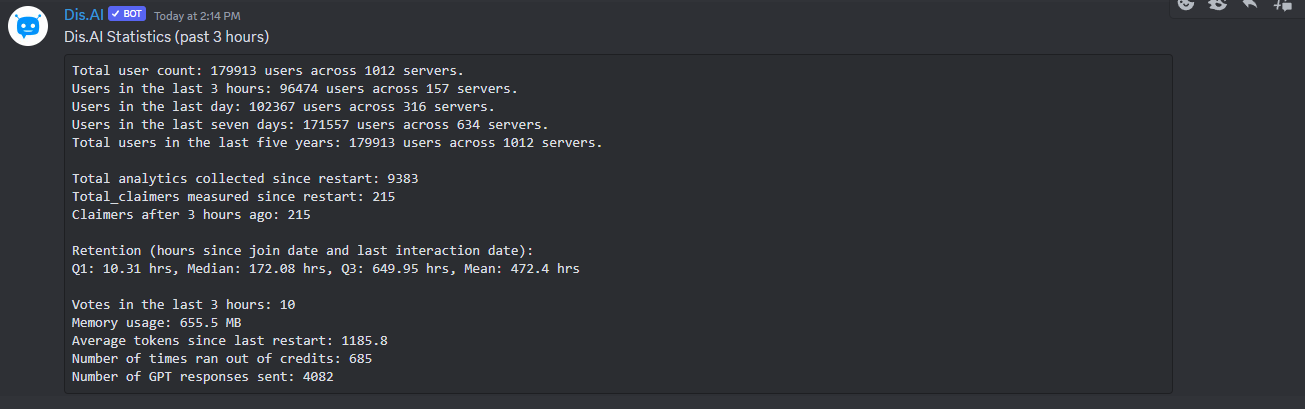 Dis.AI ✓ BOT Today at 2:14 PM
Dis.AI Statistics (past 3 hours)
Total user count: 179913 users across 1012 servers.
Users in the last 3 hours: 96474 users across 157 servers.
Users in the last day: 102367 users across 316 servers.
Users in the last seven days: 171557 users across 634 servers.
Total users in the last five years: 179913 users across 1012 servers.
Total analytics collected since restart: 9383
Total_claimers measured since restart: 215
Claimers after 3 hours ago: 215
Retention (hours since join date and last interaction date):
Q1: 10.31 hrs, Median: 172.08 hrs, Q3: 649.95 hrs, Mean: 472.4 hrs
Votes in the last 3 hours: 10
Memory usage: 655.5 MB
Average tokens since last restart: 1185.8
Number of times ran out of credits: 685
Number of GPT responses sent: 4082